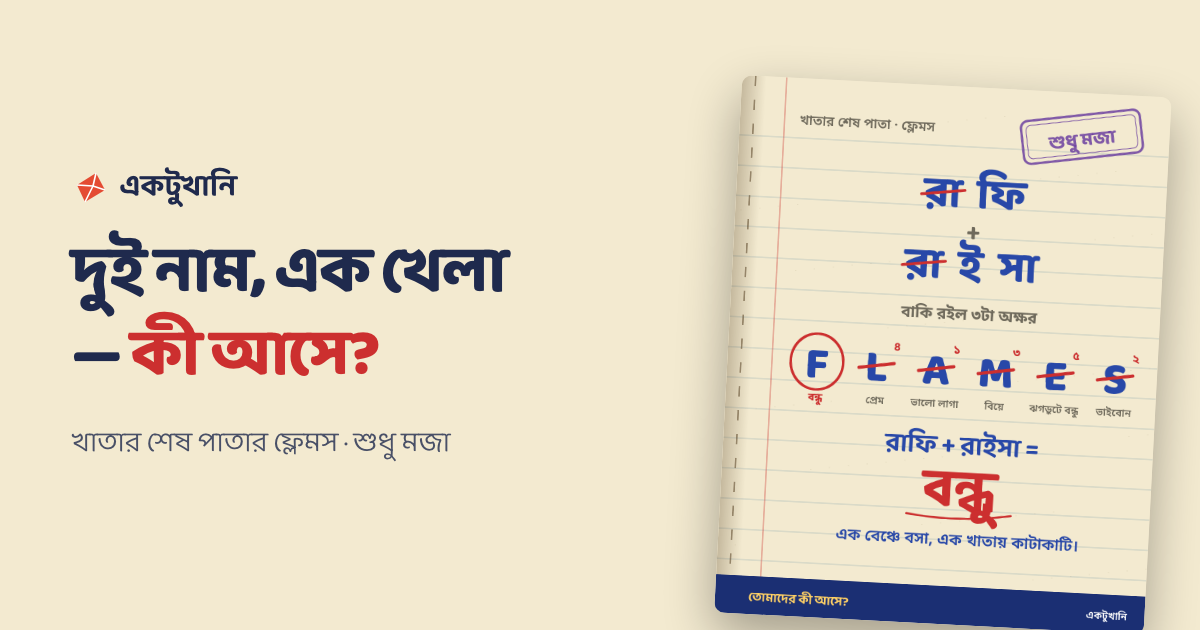 একটুখানি
দুই নাম, এক খেলা
— কী আসে?
খাতার শেষ পাতার ফ্লেমস · শুধু মজা
খাতার শেষ পাতা · ফ্লেমস
শুধু মজা
রা ফি
+
রা ই সা
বাকি রইল ৩টা অক্ষর
F L ৪ A ১ M ৩ E ৫ S ২
বন্ধু প্রেম ভালো লাগা বিয়ে ঝগড়ুটে বন্ধু ভাইবোন
রাফি + রাইসা =
বন্ধু
এক বেঞ্চে বসা, এক খাতায় কাটাকাটি।
তোমাদের কী আসে?
একটুখানি